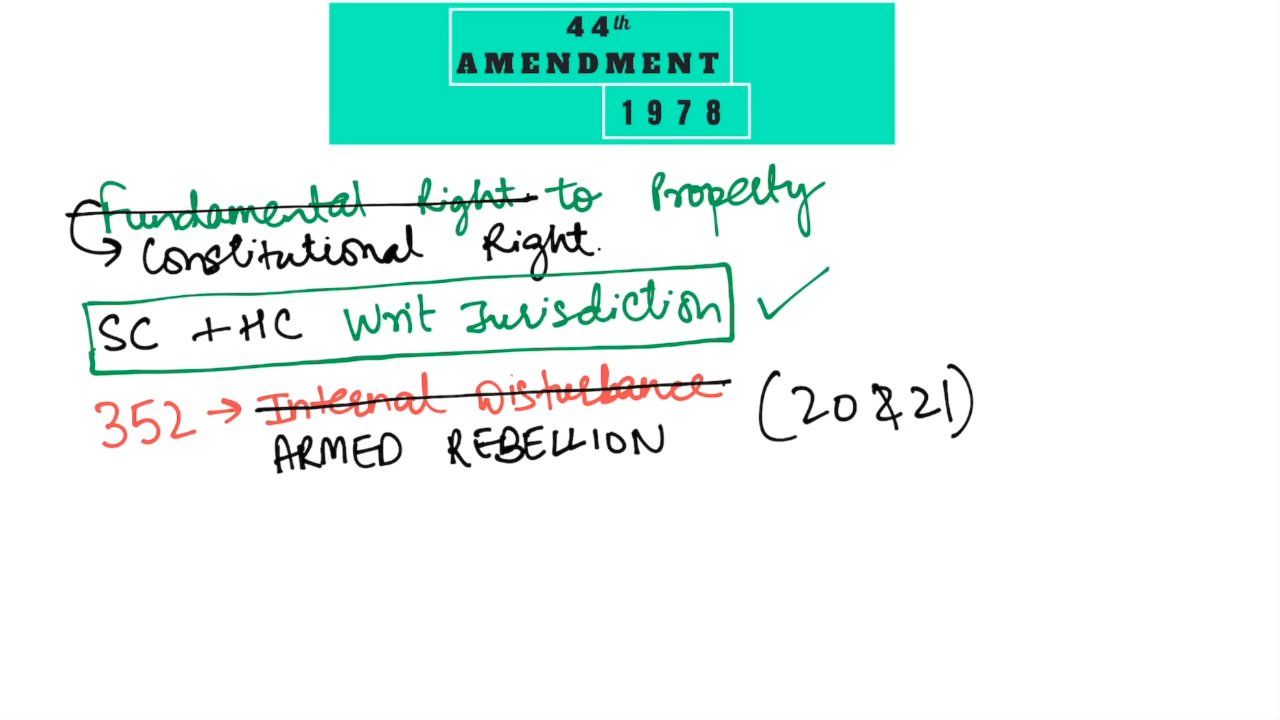 44th
AMENDMENT
1978
Fundamental Right to Property
Constitutional Right.
SC + HC Writ Jurisdiction ✓
352 → Internal Disturbance (20 & 21)
ARMED REBELLION